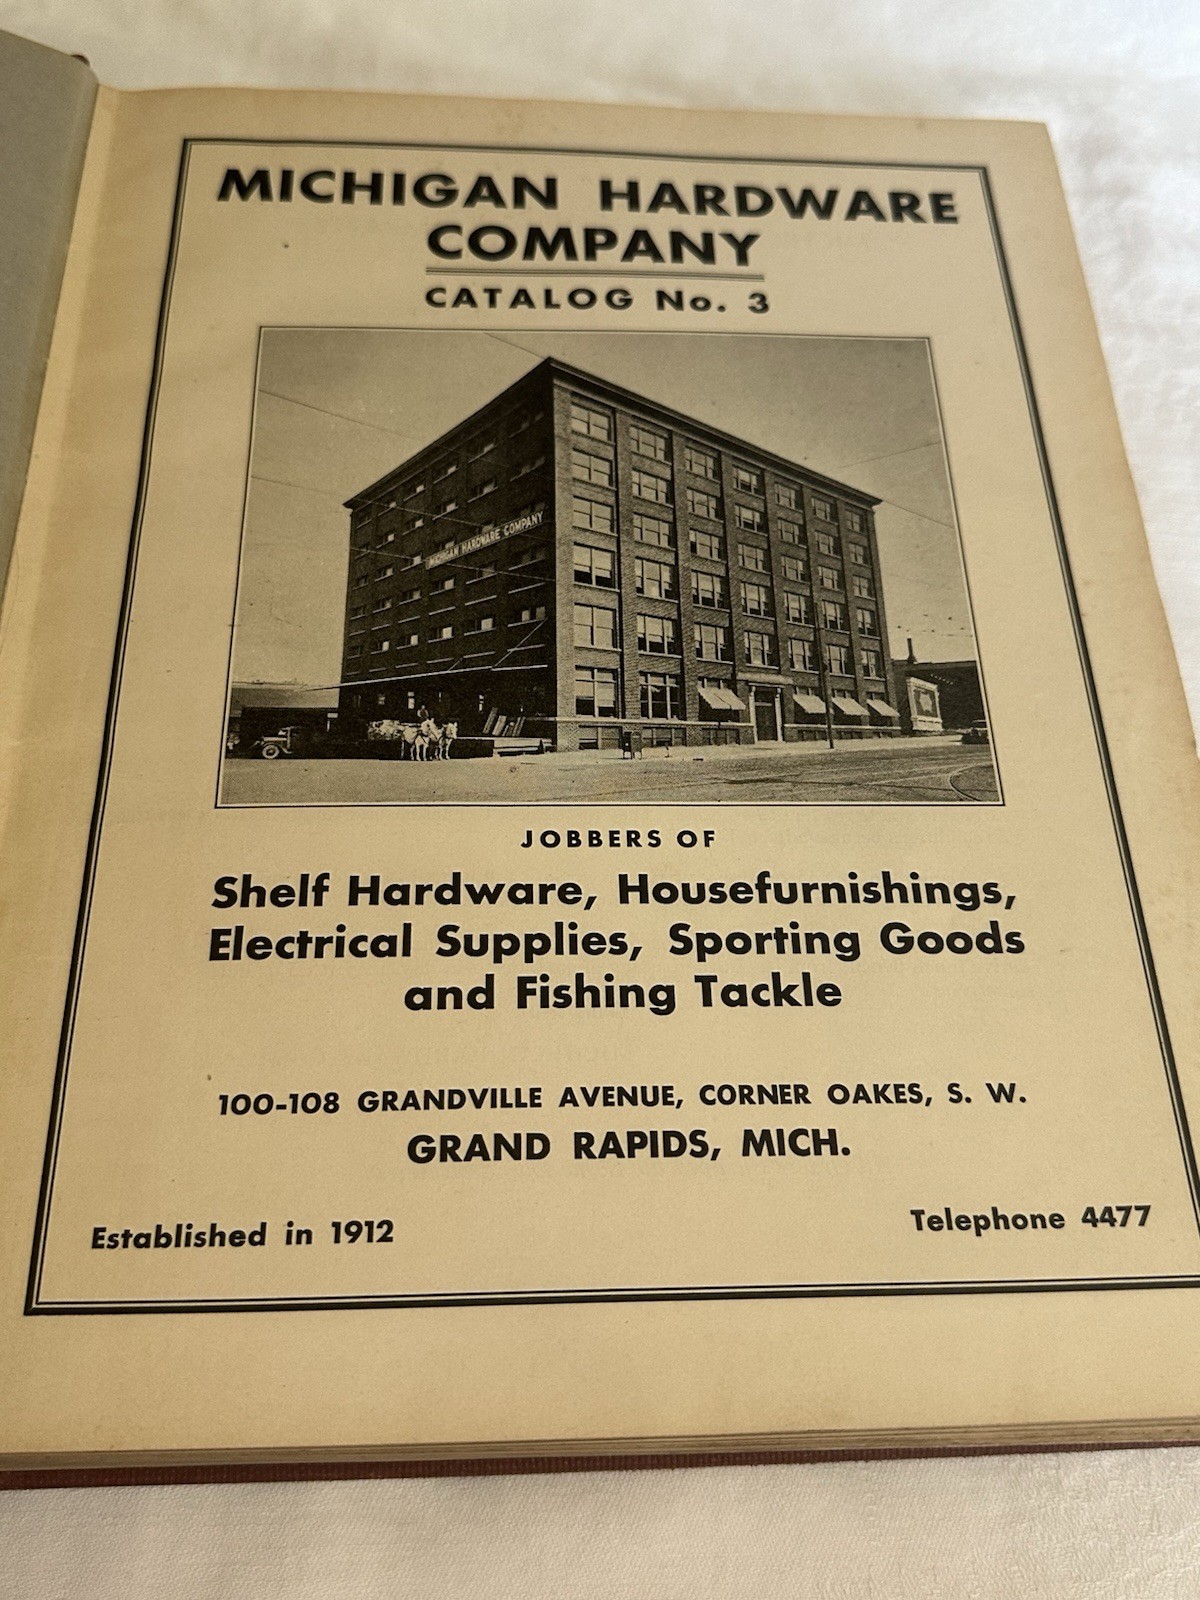 MICHIGAN HARDWARE
COMPANY
CATALOG No. 3
MICHIGAN HARDWARE COMPANY
JOBBERS OF
Shelf Hardware, Housefurnishings,
Electrical Supplies, Sporting Goods
and Fishing Tackle
100-108 GRANDVILLE AVENUE, CORNER OAKES, S. W.
GRAND RAPIDS, MICH.
Established in 1912
Telephone 4477